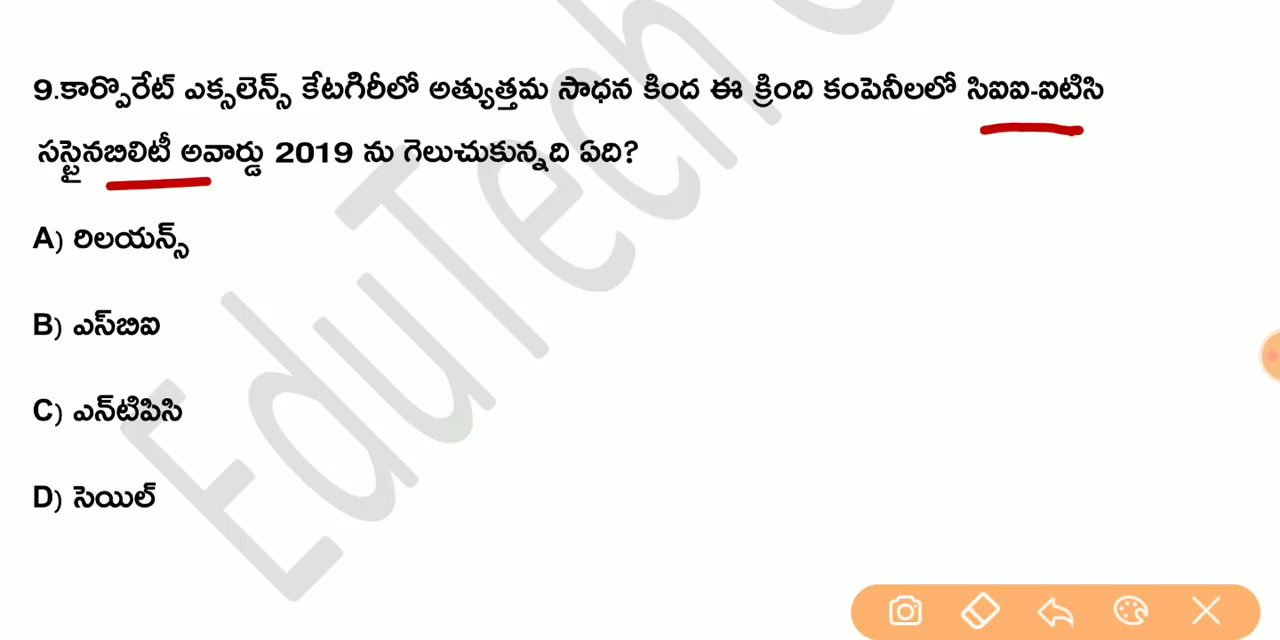 9.కార్పొరేట్ ఎక్సలెన్స్ కేటగిరీలో అత్యుత్తమ సాధన కింద ఈ క్రింది కంపెనీలలో సిఐఐ-ఐటిసి
సస్టైనబిలిటీ అవార్డు 2019 ను గెలుచుకున్నది ఏది?
A) రిలయన్స్
B) ఎస్‌బిఐ
C) ఎన్‌టిపిసి
D) సెయిల్
EduTech